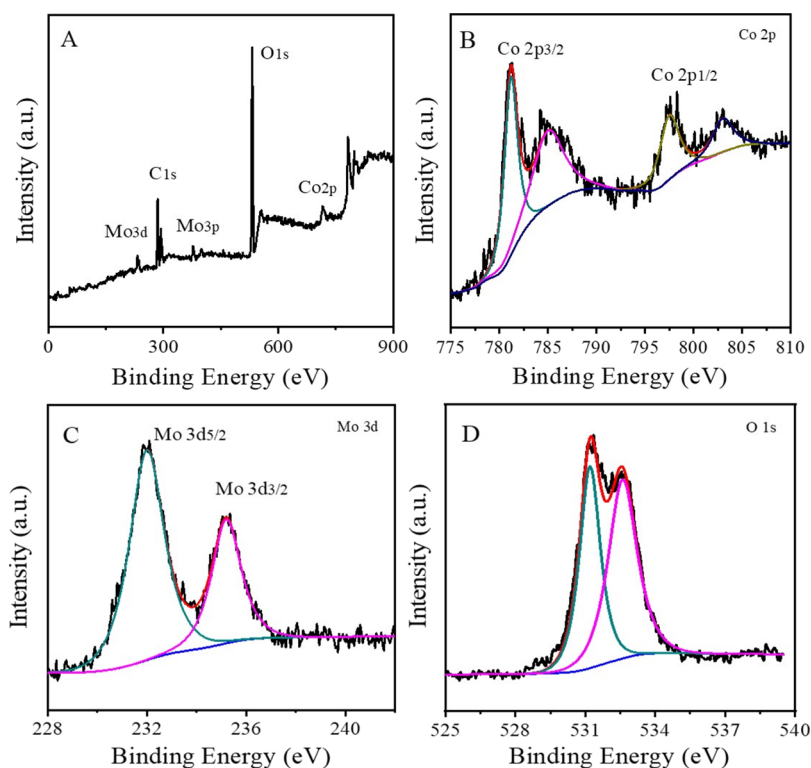 A
O1s
C1s
Co2p
Mo3d
Mo3p
Intensity (a.u.)
0 300 600 900
Binding Energy (eV)
B
Co 2p
Co 2p3/2
Co 2p1/2
Intensity (a.u.)
775 780 785 790 795 800 805 810
Binding Energy (eV)
C
Mo 3d
Mo 3d5/2
Mo 3d3/2
Intensity (a.u.)
228 232 236 240
Binding Energy (eV)
D
O 1s
Intensity (a.u.)
525 528 531 534 537 540
Binding Energy (eV)